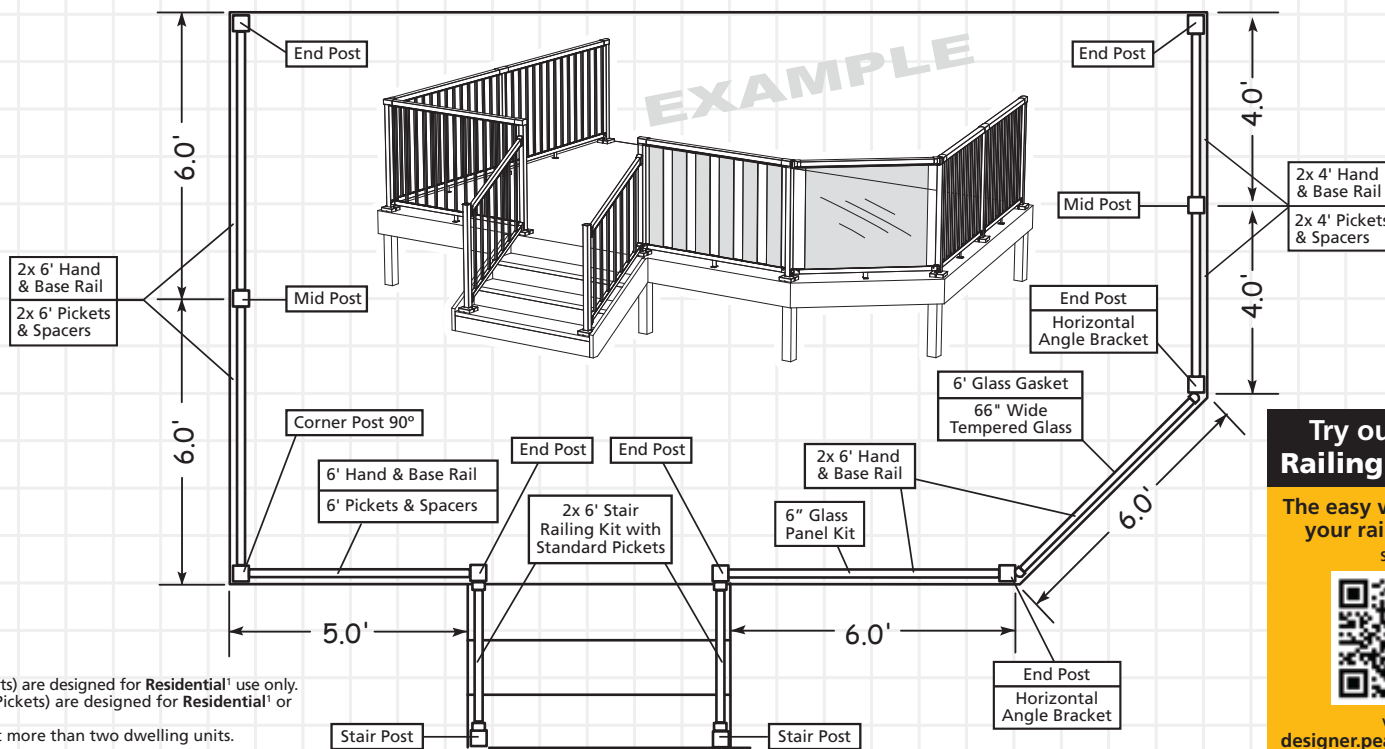 End Post
End Post
EXAMPLE
6.0'
4.0'
2x 4' Hand
& Base Rail
2x 4' Pickets
& Spacers
Mid Post
2x 6' Hand
& Base Rail
2x 6' Pickets
& Spacers
Mid Post
End Post
Horizontal
Angle Bracket
4.0'
6' Glass Gasket
66" Wide
Tempered Glass
Corner Post 90°
6.0'
End Post
End Post
2x 6' Hand
& Base Rail
6' Hand & Base Rail
6' Pickets & Spacers
2x 6' Stair
Railing Kit with
Standard Pickets
6” Glass
Panel Kit
6.0'
5.0'
6.0'
End Post
Horizontal
Angle Bracket
Stair Post
Stair Post
are designed for Residential¹ use only.
Pickets) are designed for Residential¹ or
more than two dwelling units.
Try
Railing
The easy
your